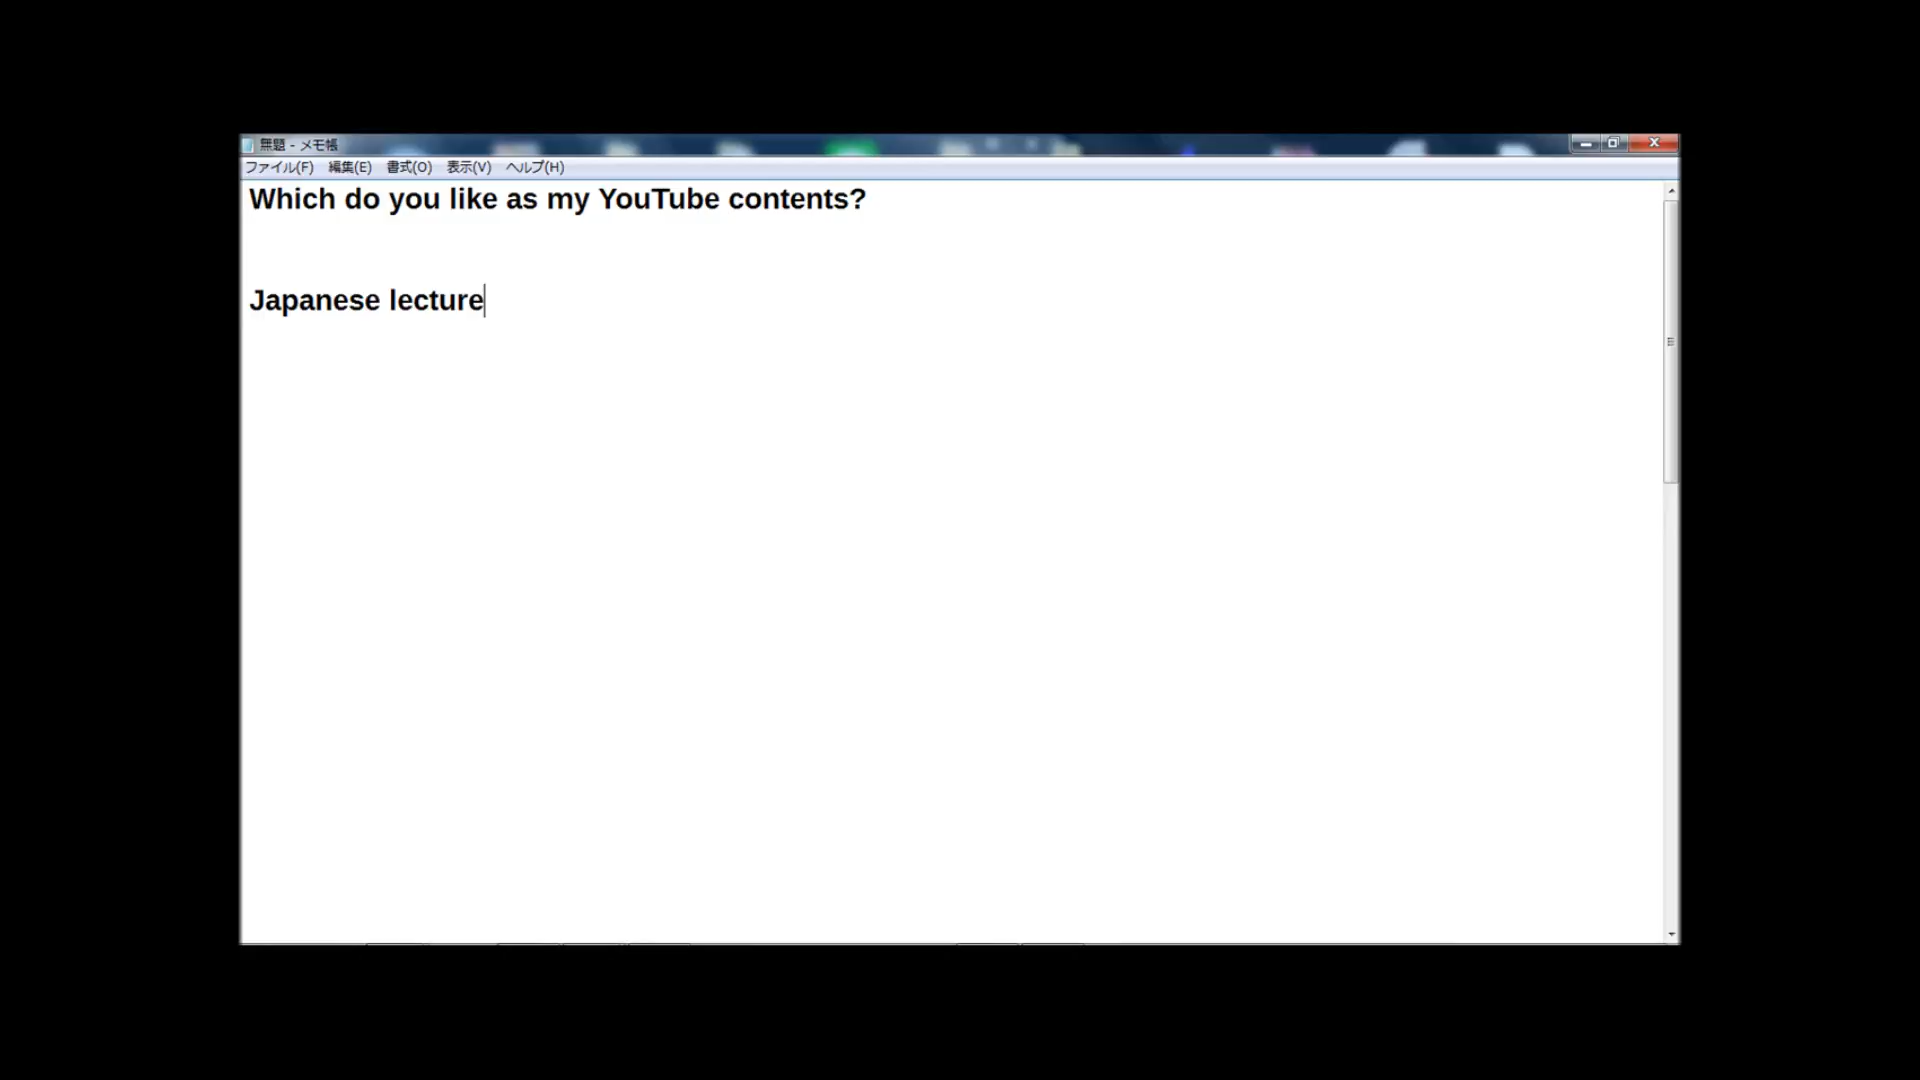 無題 - メモ帳
ファイル(F) 編集(E) 書式(O) 表示(V) ヘルプ(H)
Which do you like as my YouTube contents?
Japanese lecture